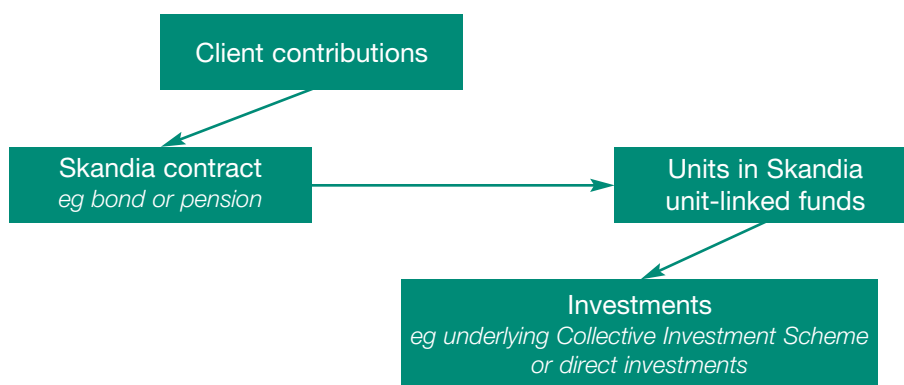 Client contributions
Skandia contract
eg bond or pension
Units in Skandia
unit-linked funds
Investments
eg underlying Collective Investment Scheme
or direct investments